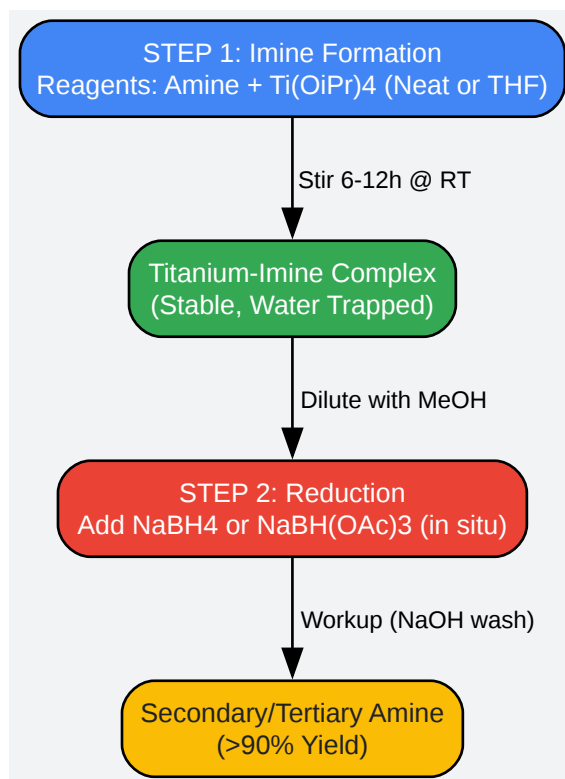 STEP 1: Imine Formation
Reagents: Amine + Ti(OiPr)4 (Neat or THF)
Stir 6-12h @ RT
Titanium-Imine Complex
(Stable, Water Trapped)
Dilute with MeOH
STEP 2: Reduction
Add NaBH4 or NaBH(OAc)3 (in situ)
Workup (NaOH wash)
Secondary/Tertiary Amine
(>90% Yield)